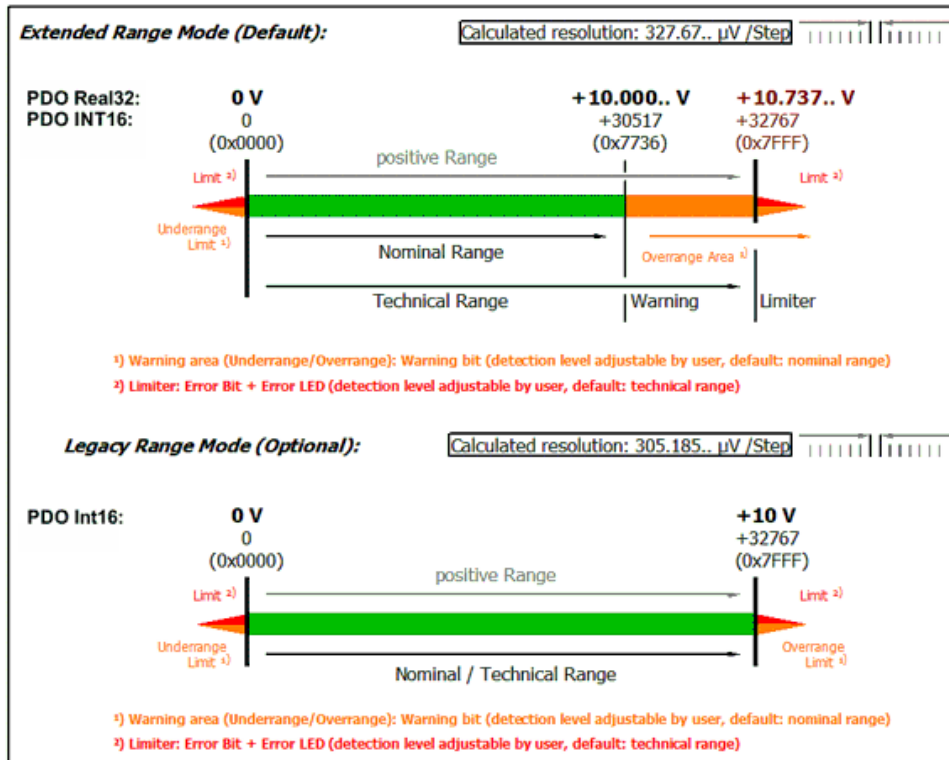 Extended Range Mode (Default):
Calculated resolution: 327.67.. µV /Step
PDO Real32: 0 V +10.000.. V +10.737.. V
PDO INT16: 0 +30517 +32767
(0x0000) (0x7736) (0x7FFF)
positive Range
Limit ²⁾ Limit ²⁾
Underrange
Limit ¹⁾
Nominal Range Overrange Area ¹⁾
Technical Range Warning Limiter
¹⁾ Warning area (Underrange/Overrange): Warning bit (detection level adjustable by user, default: nominal range)
²⁾ Limiter: Error Bit + Error LED (detection level adjustable by user, default: technical range)
Legacy Range Mode (Optional):
Calculated resolution: 305.185.. µV /Step
PDO Int16: 0 V +10 V
0 +32767
(0x0000) (0x7FFF)
positive Range
Limit ²⁾ Limit ²⁾
Underrange Overrange
Limit ¹⁾ Limit ¹⁾
Nominal / Technical Range
¹⁾ Warning area (Underrange/Overrange): Warning bit (detection level adjustable by user, default: nominal range)
²⁾ Limiter: Error Bit + Error LED (detection level adjustable by user, default: technical range)